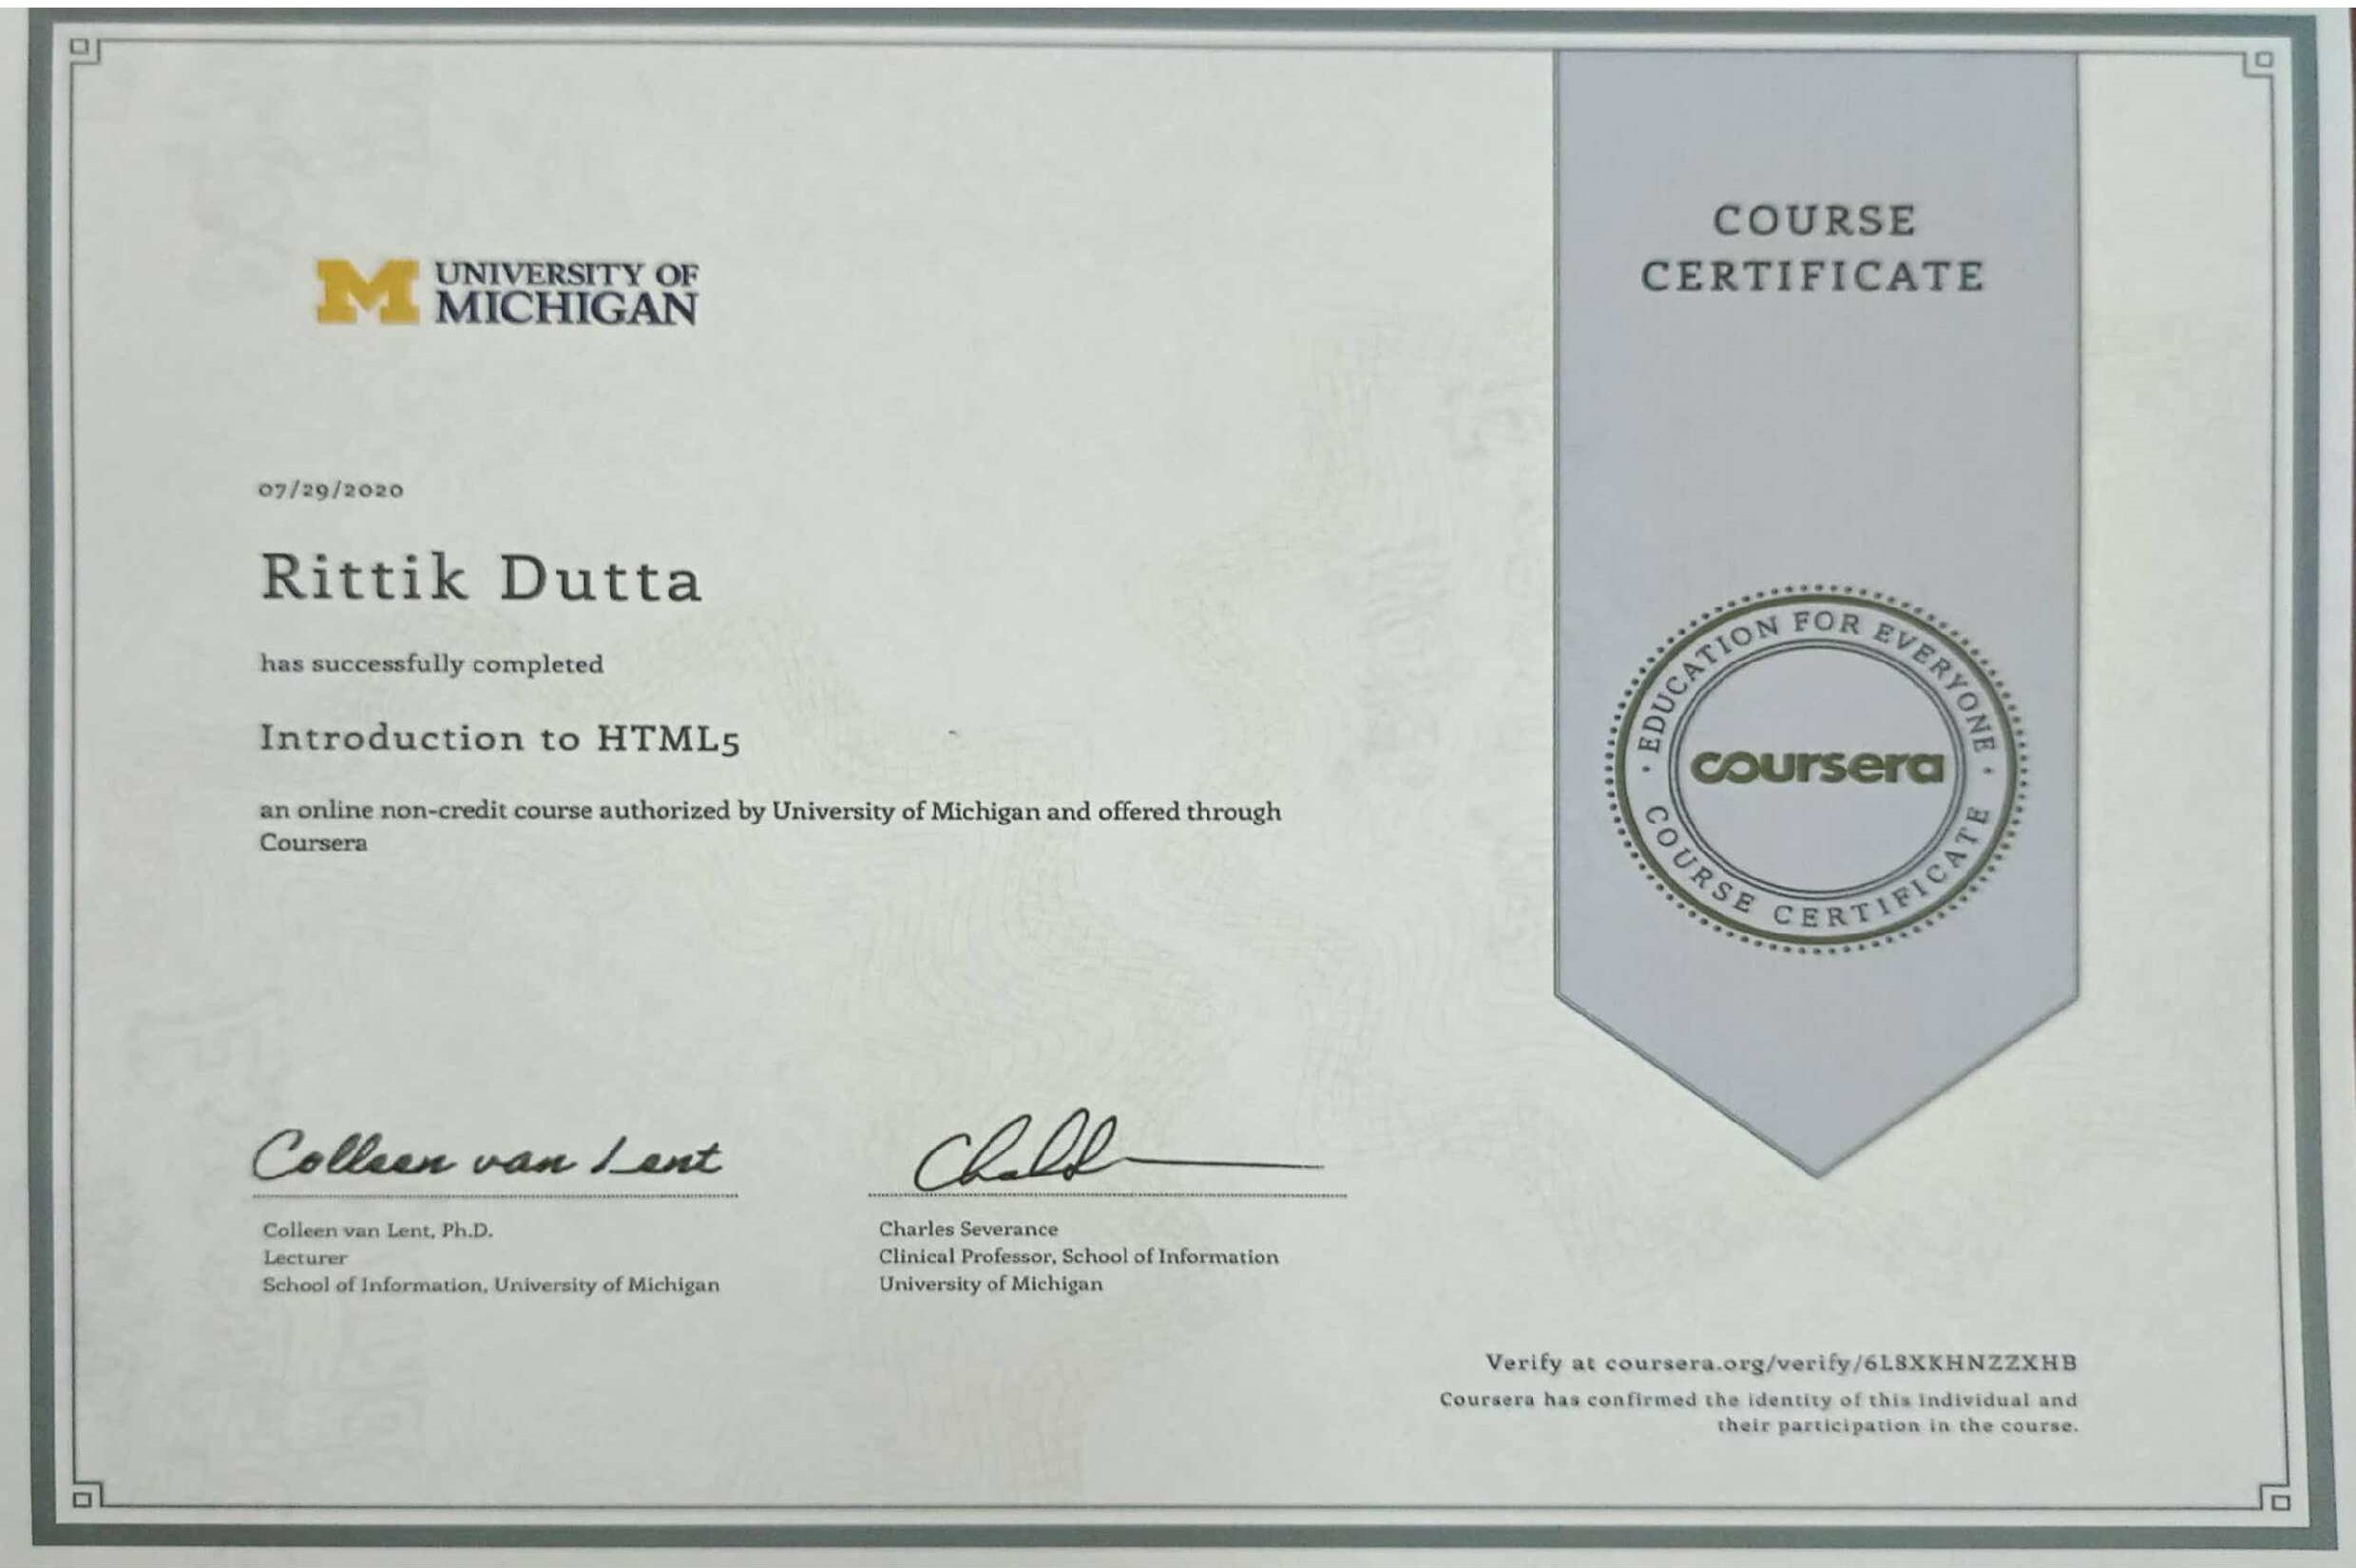 UNIVERSITY OF
MICHIGAN
07/29/2020
Rittik Dutta
has successfully completed
Introduction to HTML5
an online non-credit course authorized by University of Michigan and offered through
Coursera
Colleen van Lent
Colleen van Lent, Ph.D.
Lecturer
School of Information, University of Michigan
Charles Severance
Clinical Professor, School of Information
University of Michigan
COURSE
CERTIFICATE
EDUCATION FOR EVERYONE
coursera
COURSE CERTIFICATE
Verify at coursera.org/verify/6L8XKHNZZXHB
Coursera has confirmed the identity of this individual and
their participation in the course.